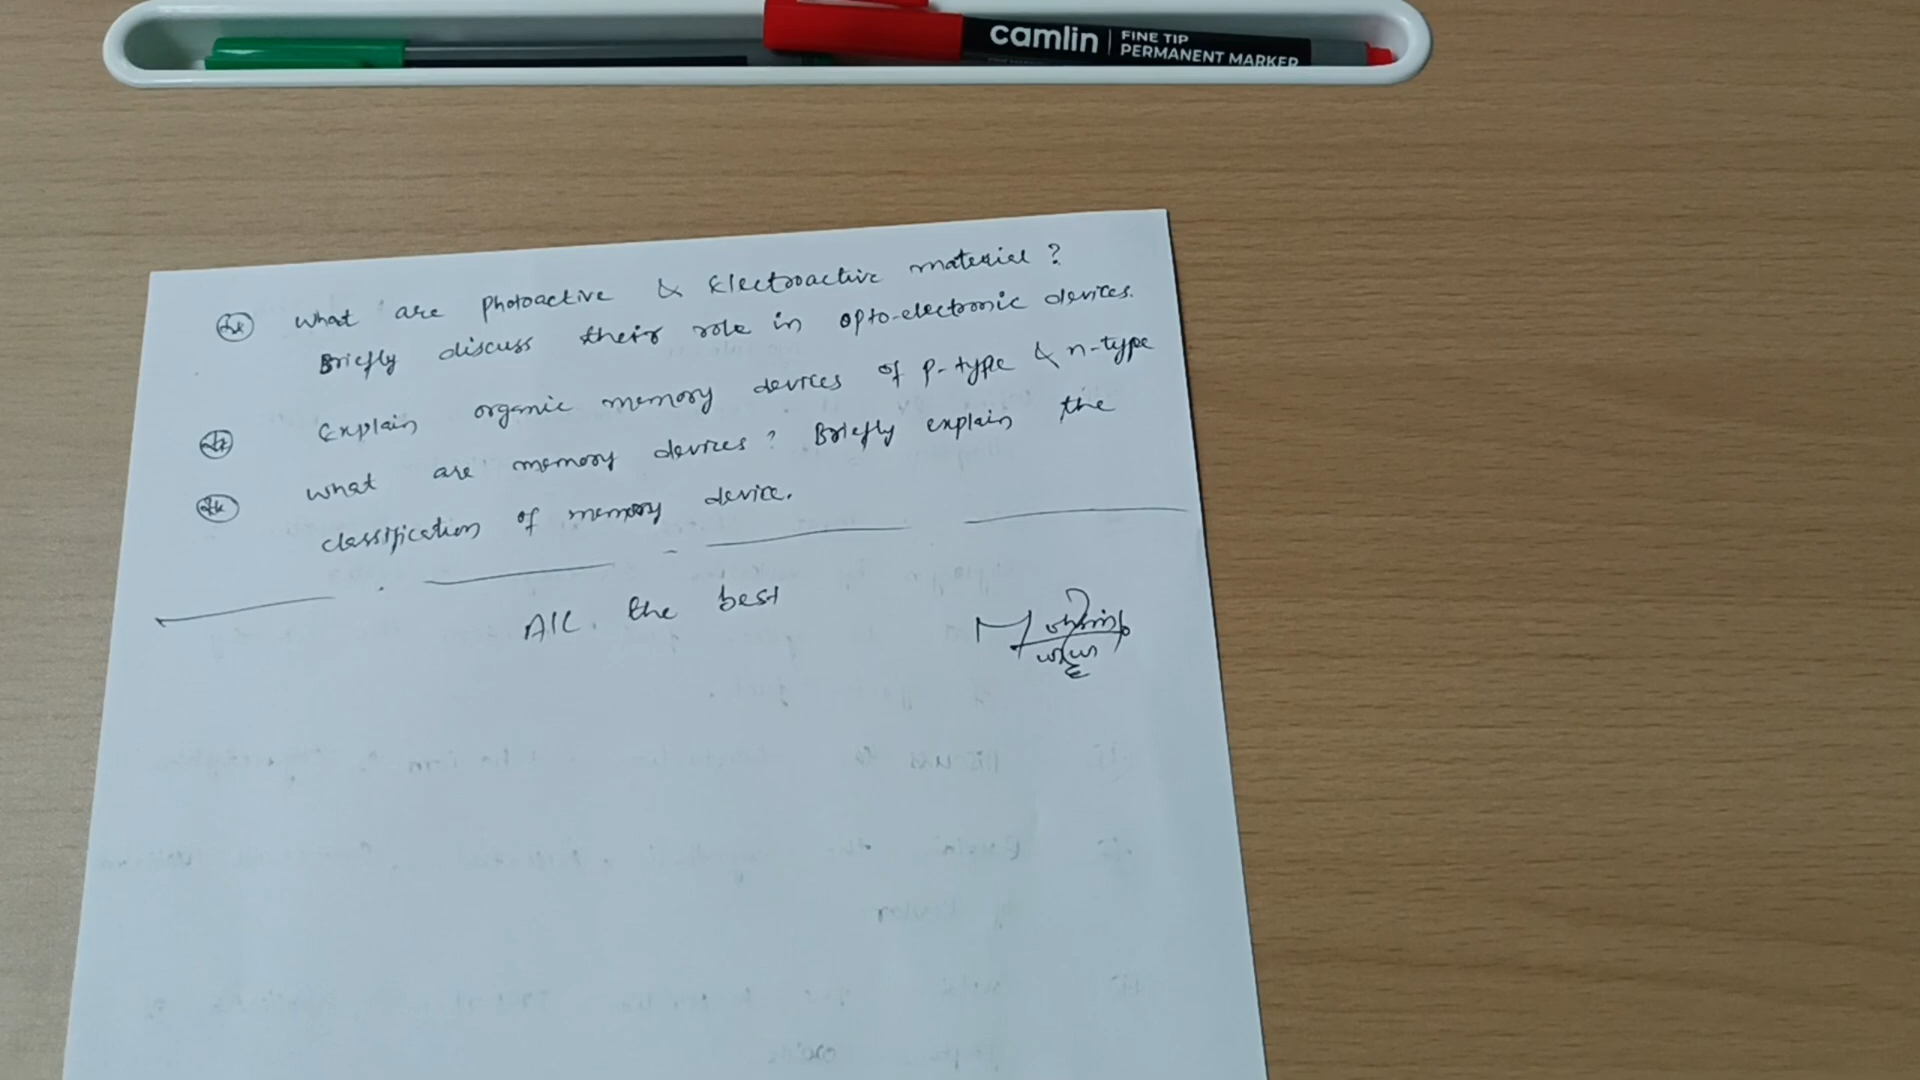 camlin | FINE TIP
PERMANENT MARKER
What are Photoactive & Electroactive material ?
Briefly discuss their role in opto-electronic devices.
Explain organic memory devices of p-type & n-type
What are memory devices ? Briefly explain the
classification of memory device.
All the best